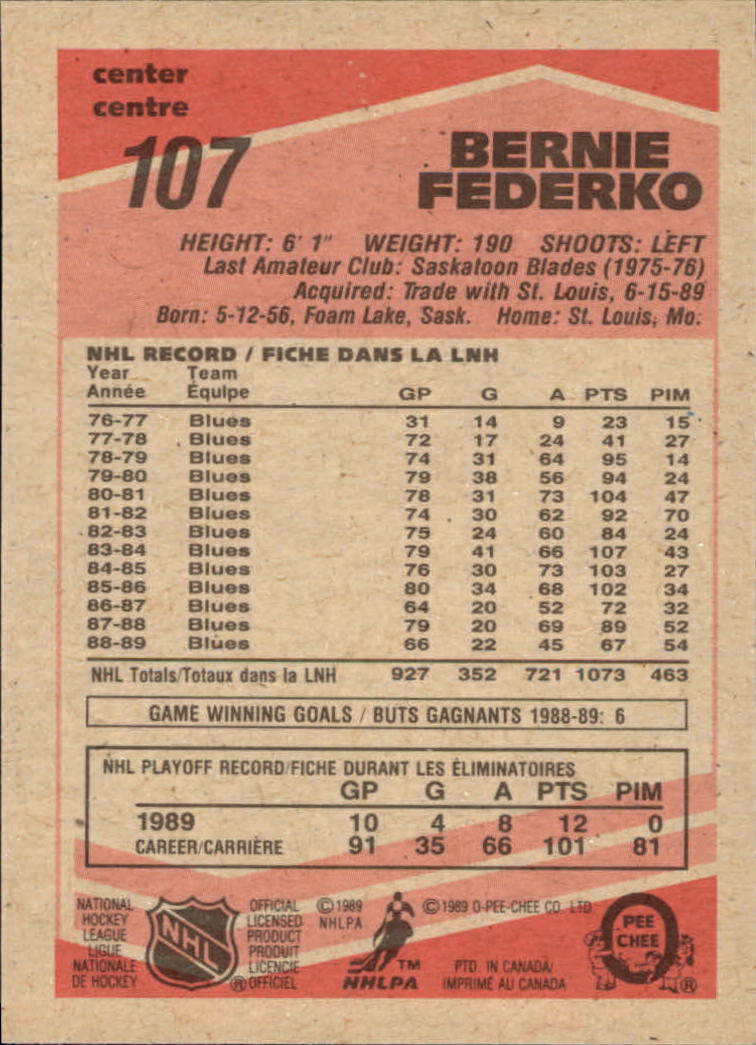 center
centre
107
BERNIE
FEDERKO
HEIGHT: 6' 1" WEIGHT: 190 SHOOTS: LEFT
Last Amateur Club: Saskatoon Blades (1975-76)
Acquired: Trade with St. Louis, 6-15-89
Born: 5-12-56, Foam Lake, Sask. Home: St. Louis, Mo.
NHL RECORD / FICHE DANS LA LNH
Year Team
Année Équipe GP G A PTS PIM
76-77 Blues 31 14 9 23 15
77-78 Blues 72 17 24 41 27
78-79 Blues 74 31 64 95 14
79-80 Blues 79 38 56 94 24
80-81 Blues 78 31 73 104 47
81-82 Blues 74 30 62 92 70
82-83 Blues 75 24 60 84 24
83-84 Blues 79 41 66 107 43
84-85 Blues 76 30 73 103 27
85-86 Blues 80 34 68 102 34
86-87 Blues 64 20 52 72 32
87-88 Blues 79 20 69 89 52
88-89 Blues 66 22 45 67 54
NHL Totals/Totaux dans la LNH 927 352 721 1073 463
GAME WINNING GOALS / BUTS GAGNANTS 1988-89: 6
NHL PLAYOFF RECORD/FICHE DURANT LES ÉLIMINATOIRES
GP G A PTS PIM
1989 10 4 8 12 0
CAREER/CARRIÈRE 91 35 66 101 81
NATIONAL
HOCKEY
LEAGUE
LIGUE
NATIONALE
DE HOCKEY
NHL
OFFICIAL
LICENSED
PRODUCT
PRODUIT
LICENCIE
® OFFICIEL
© 1989
NHLPA
TM
NHLPA
© 1989 O-PEE-CHEE CO. LTD.
PTD. IN CANADA/
IMPRIMÉ AU CANADA
PEE
CHEE
®